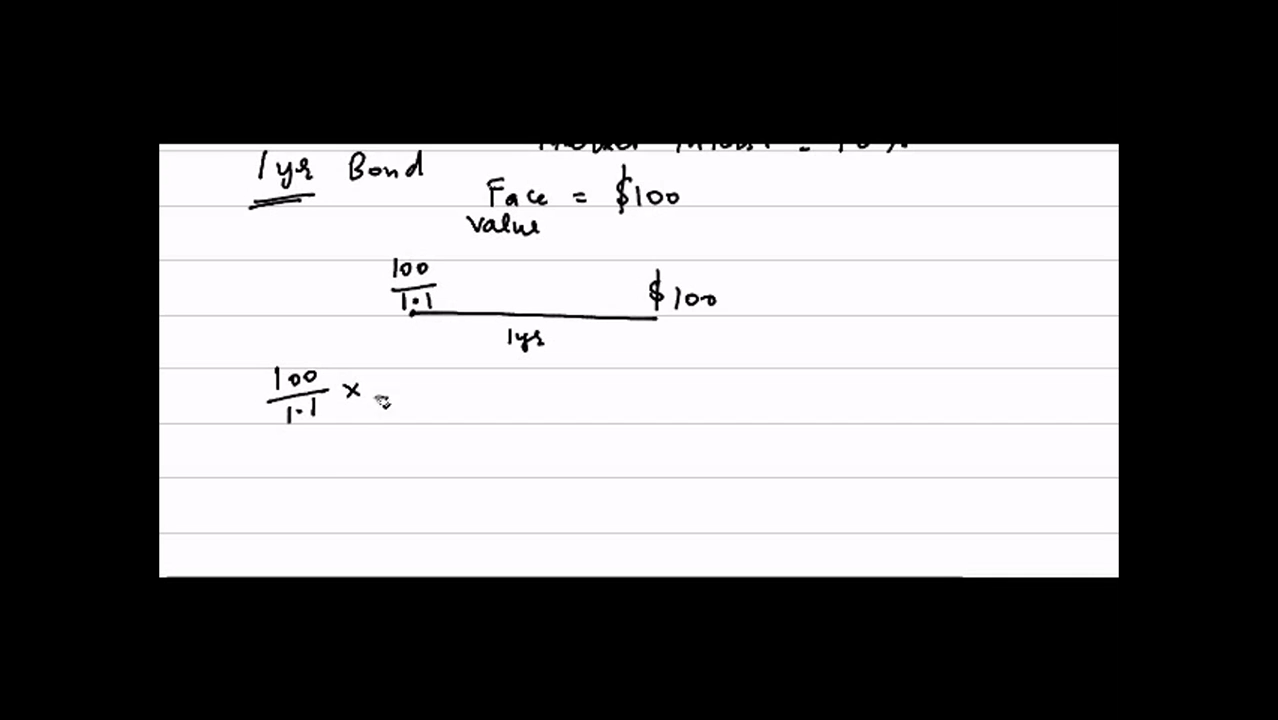 1yr Bond
Face = $100
value
100
1.1
$100
1yr
100
1.1 ×